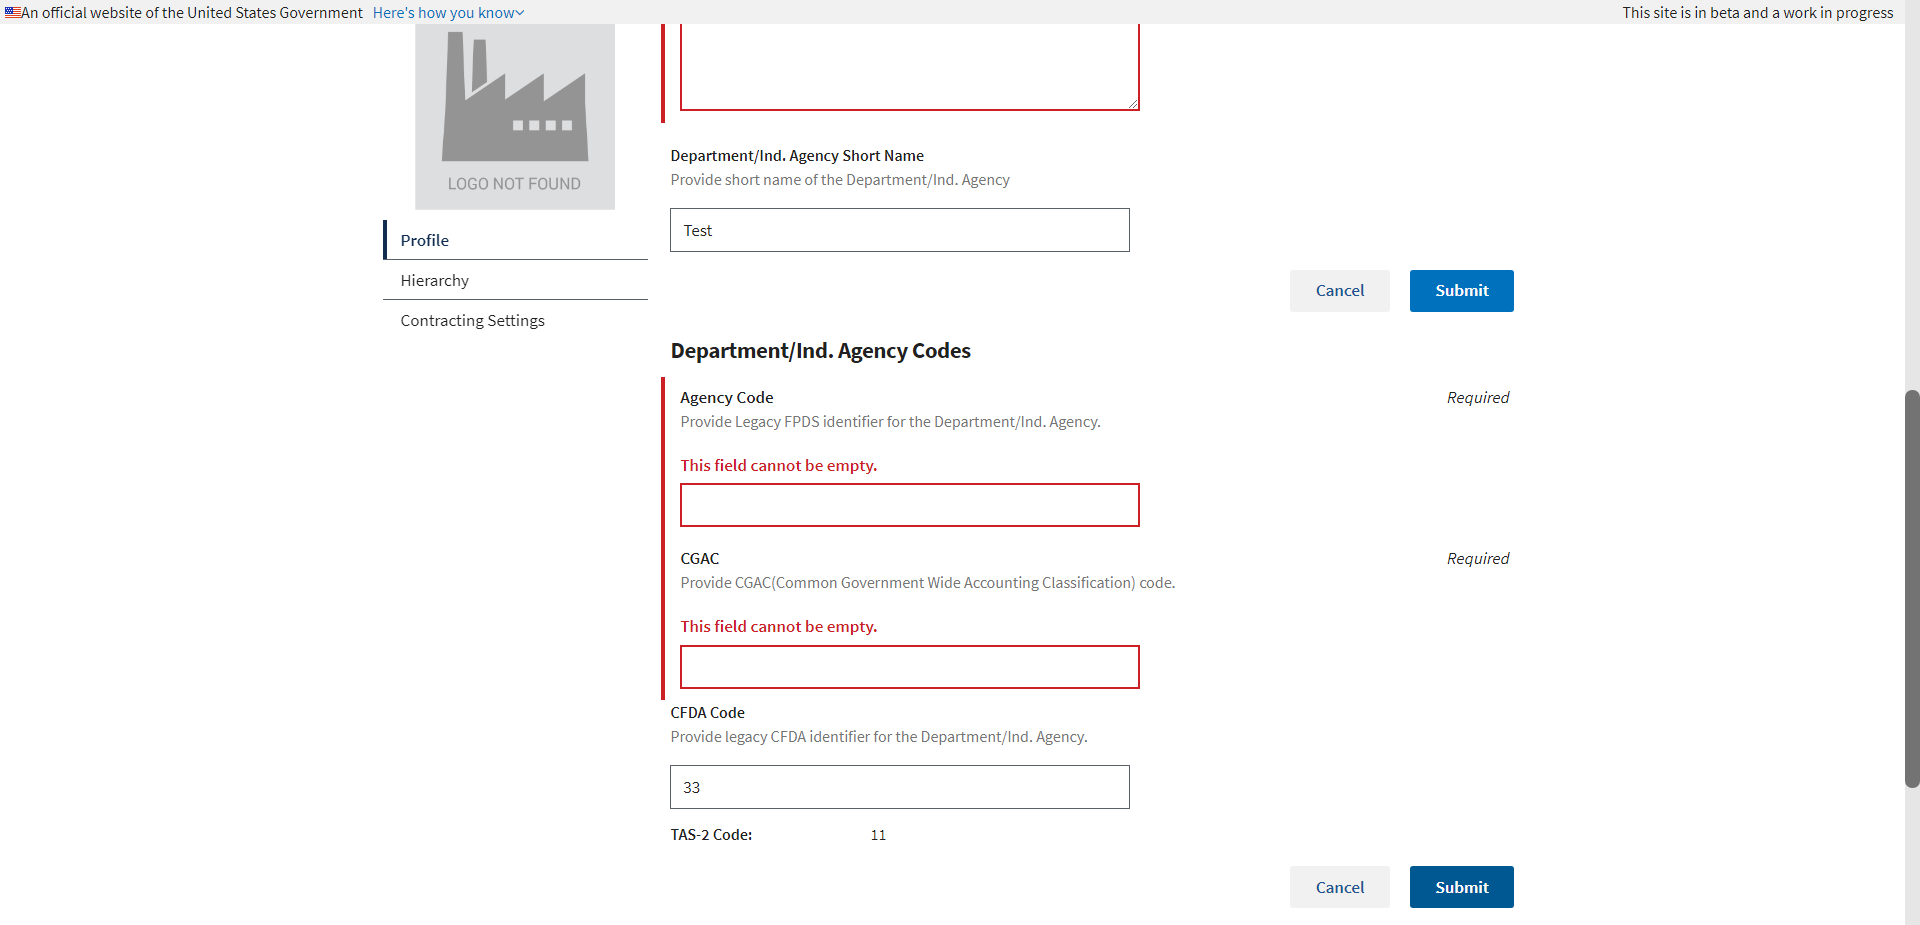 An official website of the United States Government Here's how you know
This site is in beta and a work in progress
LOGO NOT FOUND
Profile
Hierarchy
Contracting Settings
Department/Ind. Agency Short Name
Provide short name of the Department/Ind. Agency
Test
Cancel
Submit
Department/Ind. Agency Codes
Agency Code
Required
Provide Legacy FPDS identifier for the Department/Ind. Agency.
This field cannot be empty.
CGAC
Required
Provide CGAC(Common Government Wide Accounting Classification) code.
This field cannot be empty.
CFDA Code
Provide legacy CFDA identifier for the Department/Ind. Agency.
33
TAS-2 Code: 11
Cancel
Submit